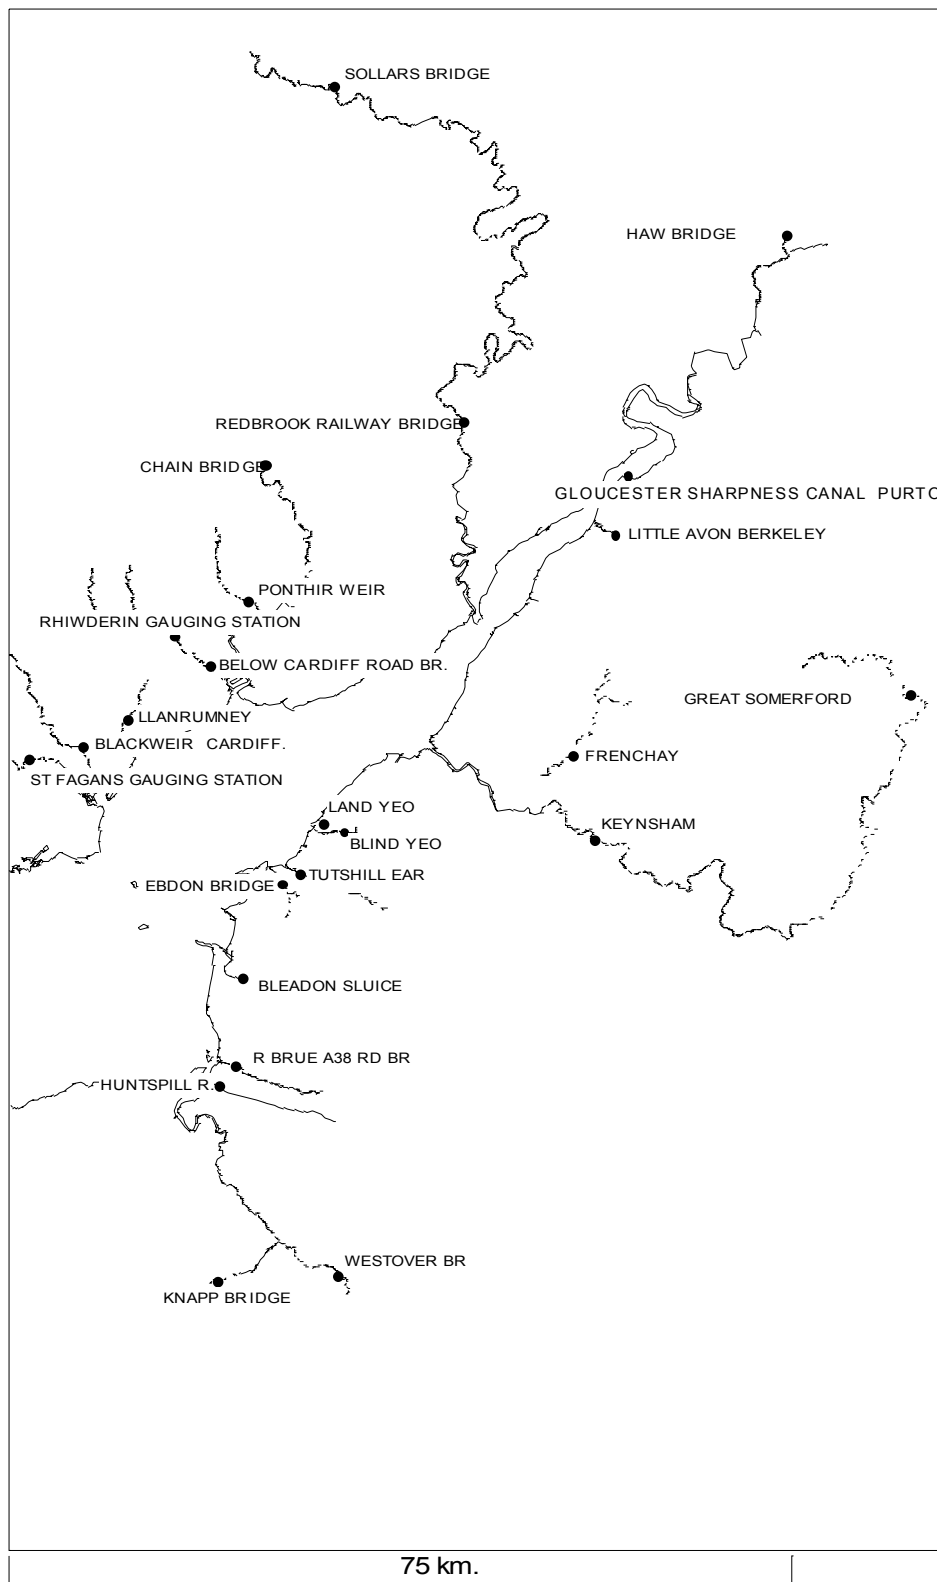 SOLLARS BRIDGE
HAW BRIDGE
REDBROOK RAILWAY BRIDGE
CHAIN BRIDGE
GLOUCESTER SHARPNESS CANAL PURTO
LITTLE AVON BERKELEY
PONTHIR WEIR
RHIWDERIN GAUGING STATION
BELOW CARDIFF ROAD BR.
GREAT SOMERFORD
LLANRUMNEY
BLACKWEIR CARDIFF.
FRENCHAY
ST FAGANS GAUGING STATION
LAND YEO
KEYNSHAM
BLIND YEO
TUTSHILL EAR
EBDON BRIDGE
BLEADON SLUICE
R BRUE A38 RD BR
HUNTSPILL R.
WESTOVER BR
KNAPP BRIDGE
75 km.